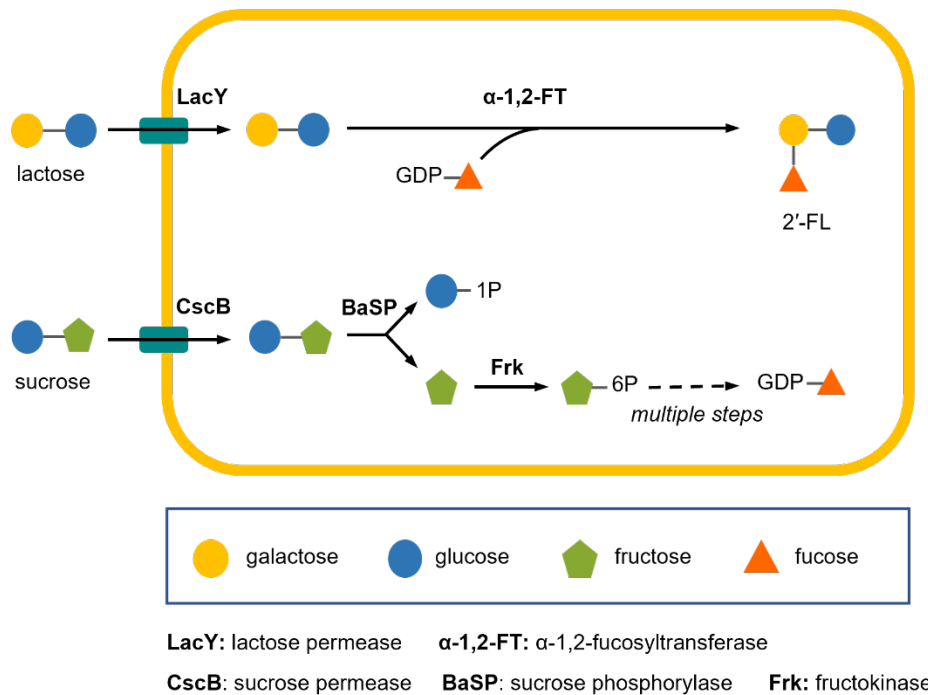 LacY
α-1,2-FT
lactose
GDP
2′-FL
CscB
BaSP
1P
sucrose
Frk
6P
GDP
multiple steps
galactose glucose fructose fucose
LacY: lactose permease α-1,2-FT: α-1,2-fucosyltransferase
CscB: sucrose permease BaSP: sucrose phosphorylase Frk: fructokinase